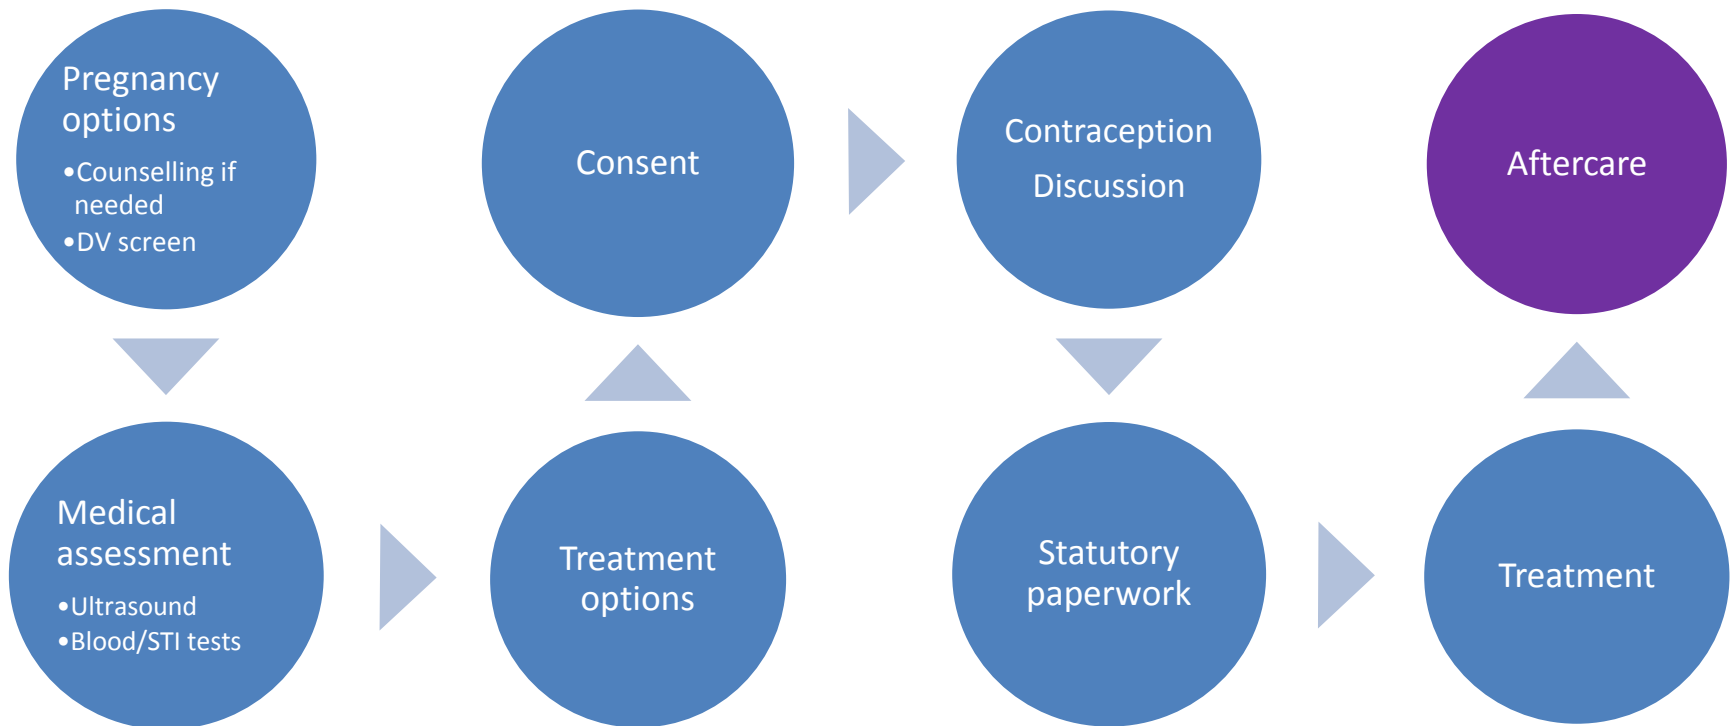 Pregnancy
options
•Counselling if
needed
•DV screen
Medical
assessment
•Ultrasound
•Blood/STI tests
Treatment
options
Consent
Contraception
Discussion
Statutory
paperwork
Treatment
Aftercare